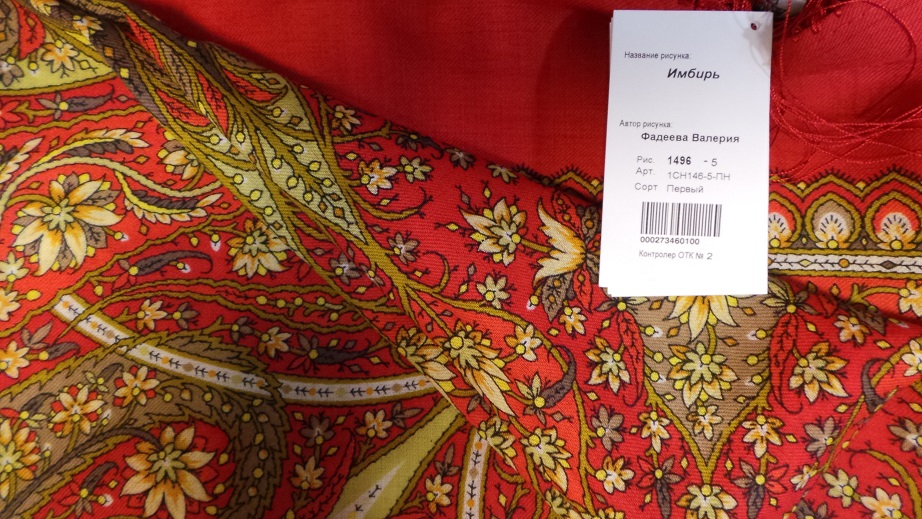 Название рисунка:
Имбирь
Автор рисунка:
Фадеева Валерия
Рис. 1496 - 5
Арт. 1СН146-5-ПН
Сорт Первый
000273460100
Контролер ОТК № 2